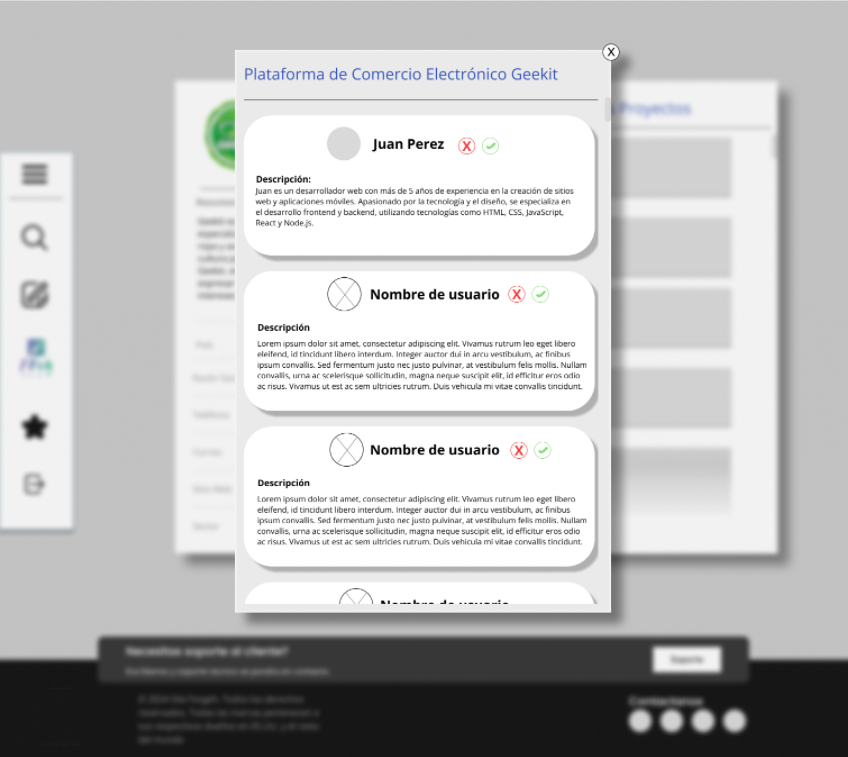 X
Plataforma de Comercio Electrónico Geekit
Proyectos
Juan Perez
Descripción:
Juan es un desarrollador web con más de 5 años de experiencia en la creación de sitios
web y aplicaciones móviles. Apasionado por la tecnología y el diseño, se especializa en
el desarrollo frontend y backend, utilizando tecnologías como HTML, CSS, JavaScript,
React y Node.js.
Nombre de usuario
Descripción
Lorem ipsum dolor sit amet, consectetur adipiscing elit. Vivamus rutrum leo eget libero
eleifend, id tincidunt libero interdum. Integer auctor dui in arcu vestibulum, ac finibus
ipsum convallis. Sed fermentum justo nec justo pulvinar, at vestibulum felis mollis. Nullam
convallis, urna ac scelerisque sollicitudin, magna neque suscipit elit, id efficitur eros odio
ac risus. Vivamus ut est ac sem ultricies rutrum. Duis vehicula mi vitae convallis tincidunt.
Nombre de usuario
Descripción
Lorem ipsum dolor sit amet, consectetur adipiscing elit. Vivamus rutrum leo eget libero
eleifend, id tincidunt libero interdum. Integer auctor dui in arcu vestibulum, ac finibus
ipsum convallis. Sed fermentum justo nec justo pulvinar, at vestibulum felis mollis. Nullam
convallis, urna ac scelerisque sollicitudin, magna neque suscipit elit, id efficitur eros odio
ac risus. Vivamus ut est ac sem ultricies rutrum. Duis vehicula mi vitae convallis tincidunt.
Nombre de usuario
Necesitas soporte al cliente?
Soporte
Contactanos